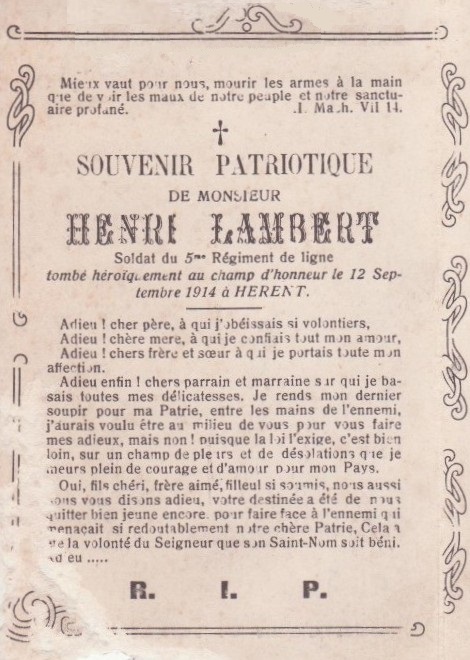 Mieux vaut pour nous, mourir les armes à la main
que de voir les maux de notre peuple et notre sanctu-
aire profané. .I. Mach. VII 14.
SOUVENIR PATRIOTIQUE
DE MONSIEUR
HENRI LAMBERT
Soldat du 5me Régiment de ligne
tombé héroïquement au champ d'honneur le 12 Sep-
tembre 1914 à HERENT.
Adieu ! cher père, à qui j'obéissais si volontiers,
Adieu ! chère mere, à qui je confiais tout mon amour,
Adieu ! chers frère et sœur à qui je portais toute mon
affection.
Adieu enfin ! chers parrain et marraine sur qui je ba-
sais toutes mes délicatesses. Je rends mon dernier
soupir pour ma Patrie, entre les mains de l'ennemi,
j'aurais voulu être au milieu de vous pour vous faire
mes adieux, mais non ! puisque la loi l'exige, c'est bien
loin, sur un champ de pleurs et de désolations que je
meurs plein de courage et d'amour pour mon Pays.
Oui, fils chéri, frère aimé, filleul si soumis, nous aussi
nous vous disons adieu, votre destinée a été de nous
quitter bien jeune encore, pour faire face à l'ennemi qui
menaçait si redoutablement notre chère Patrie, Cela a
été la volonté du Seigneur que son Saint-Nom soit béni.
Adieu .....
R. I. P.